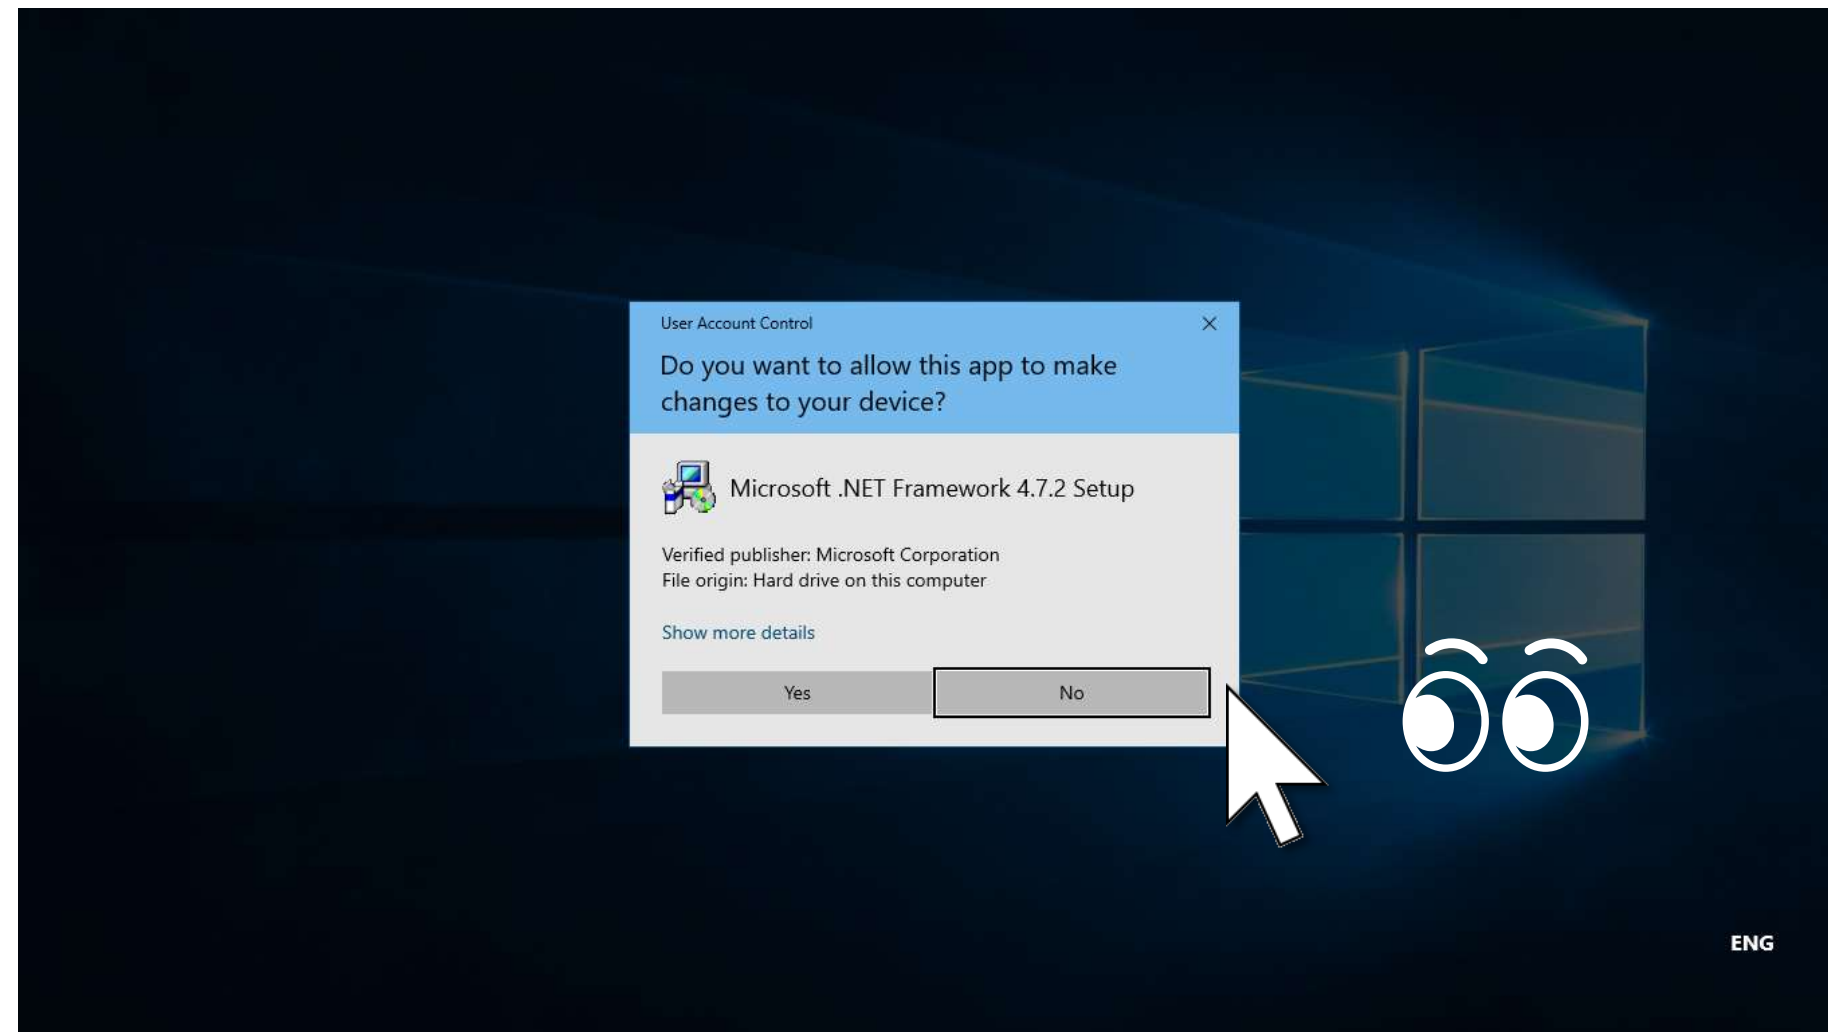 User Account Control
Do you want to allow this app to make
changes to your device?
Microsoft .NET Framework 4.7.2 Setup
Verified publisher: Microsoft Corporation
File origin: Hard drive on this computer
Show more details
Yes
No
ENG